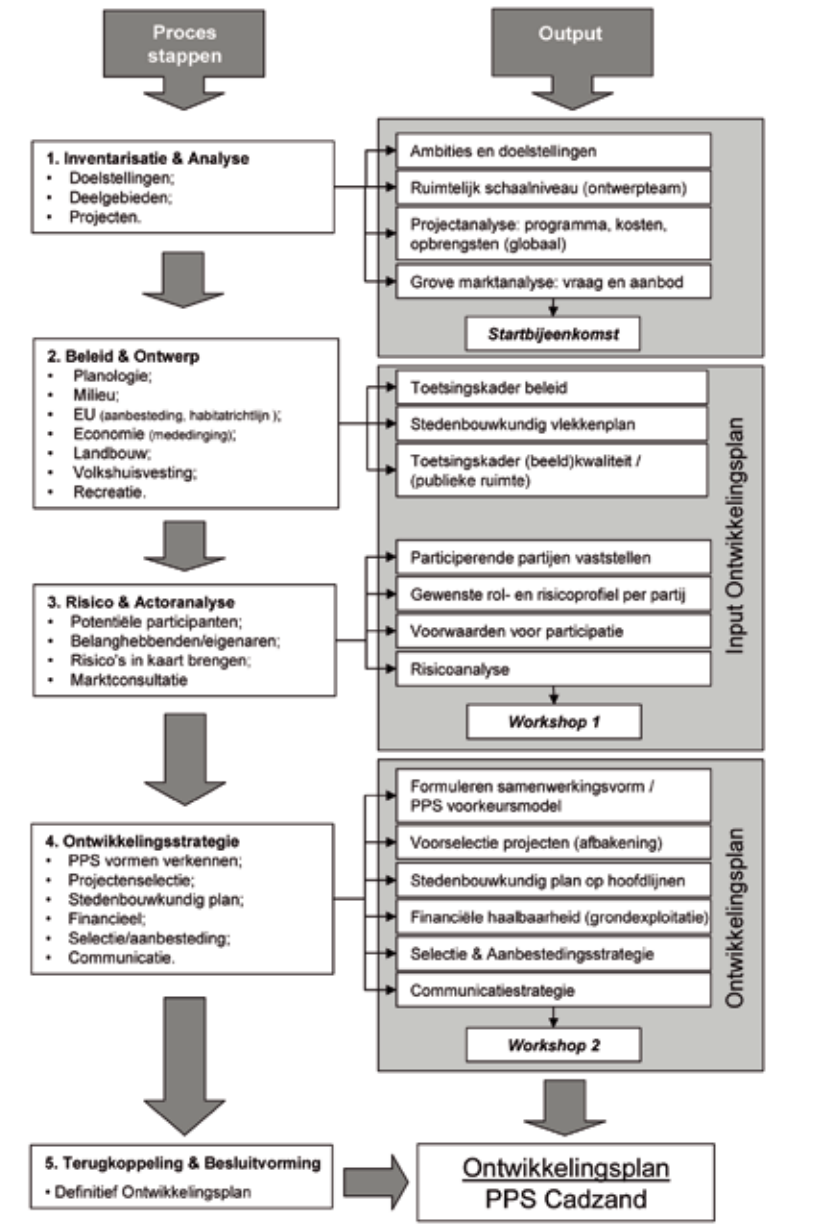 Proces
stappen
Output
1. Inventarisatie & Analyse
• Doelstellingen;
• Deelgebieden;
• Projecten.
Ambities en doelstellingen
Ruimtelijk schaalniveau (ontwerpteam)
Projectanalyse: programma, kosten,
opbrengsten (globaal)
Grove marktanalyse: vraag en aanbod
Startbijeenkomst
2. Beleid & Ontwerp
• Planologie;
• Milieu;
• EU (aanbesteding, habitatrichtlijn );
• Economie (mededinging);
• Landbouw;
• Volkshuisvesting;
• Recreatie.
Toetsingskader beleid
Stedenbouwkundig vlekkenplan
Toetsingskader (beeld)kwaliteit /
(publieke ruimte)
3. Risico & Actoranalyse
• Potentiële participanten;
• Belanghebbenden/eigenaren;
• Risico's in kaart brengen;
• Marktconsultatie
Participerende partijen vaststellen
Gewenste rol- en risicoprofiel per partij
Voorwaarden voor participatie
Risicoanalyse
Workshop 1
Input Ontwikkelingsplan
4. Ontwikkelingsstrategie
• PPS vormen verkennen;
• Projectenselectie;
• Stedenbouwkundig plan;
• Financieel;
• Selectie/aanbesteding;
• Communicatie.
Formuleren samenwerkingsvorm /
PPS voorkeursmodel
Voorselectie projecten (afbakening)
Stedenbouwkundig plan op hoofdlijnen
Financiële haalbaarheid (grondexploitatie)
Selectie & Aanbestedingsstrategie
Communicatiestrategie
Workshop 2
Ontwikkelingsplan
5. Terugkoppeling & Besluitvorming
• Definitief Ontwikkelingsplan
Ontwikkelingsplan
PPS Cadzand